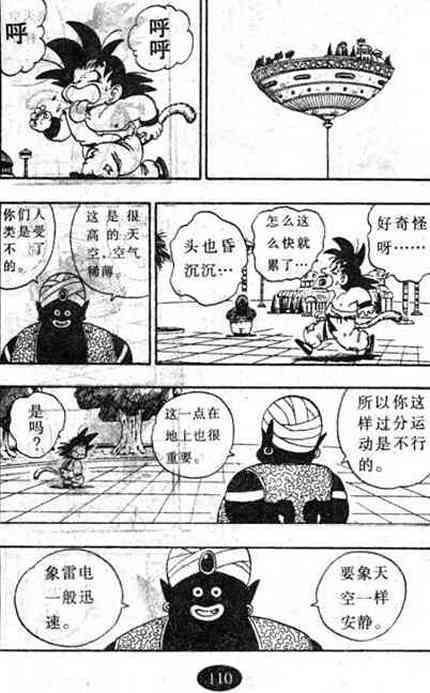 呼
呼
呼
好奇怪
呀……
怎么这
么快就
累了…
头也昏
沉沉…
这是很
高的天
空,空气
稀薄。
你们人
类是受
不了
的。
所以你这
样过分运
动是不行
的。
这一点在
地上也很
重要。
是
吗?
要象天
空一样
安静。
象雷电
一般迅
速。
110